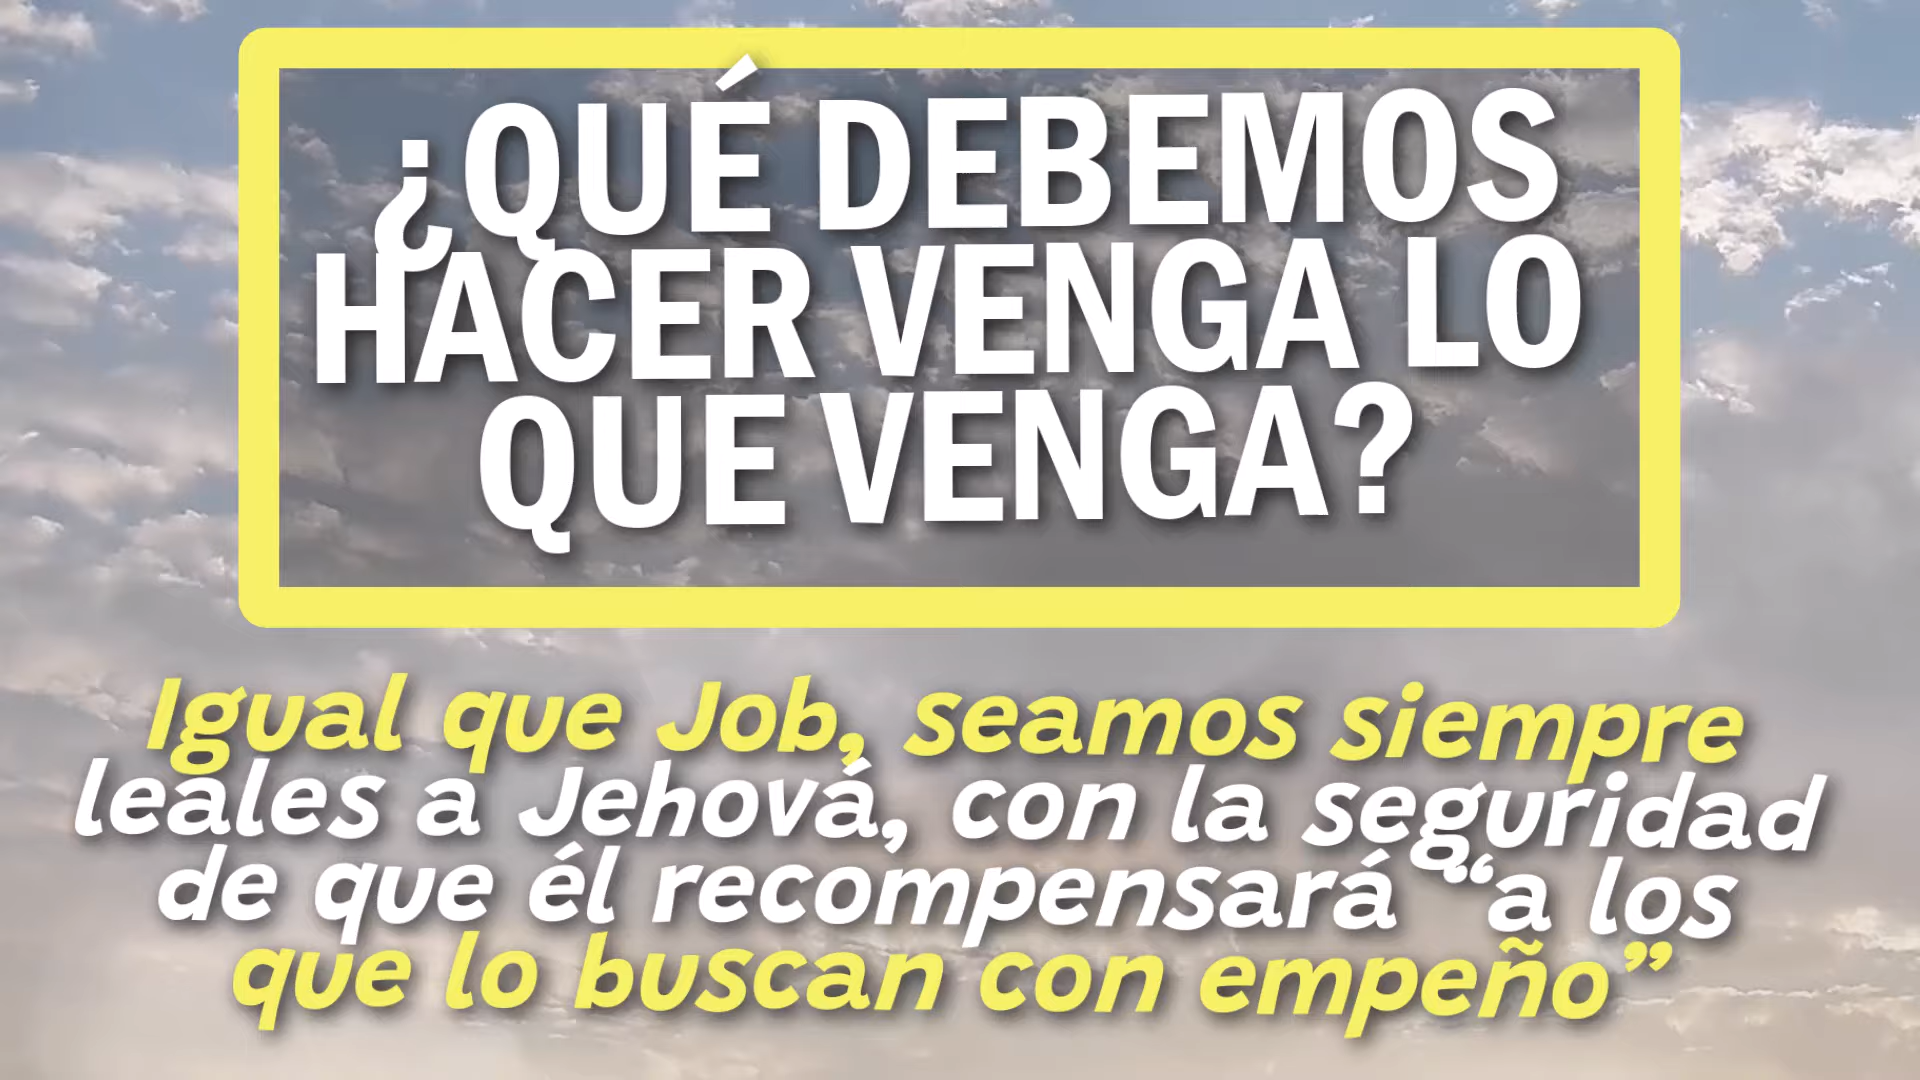 ¿QUÉ DEBEMOS
HACER VENGA LO
QUE VENGA?
Igual que Job, seamos siempre
leales a Jehová, con la seguridad
de que él recompensará “a los
que lo buscan con empeño”